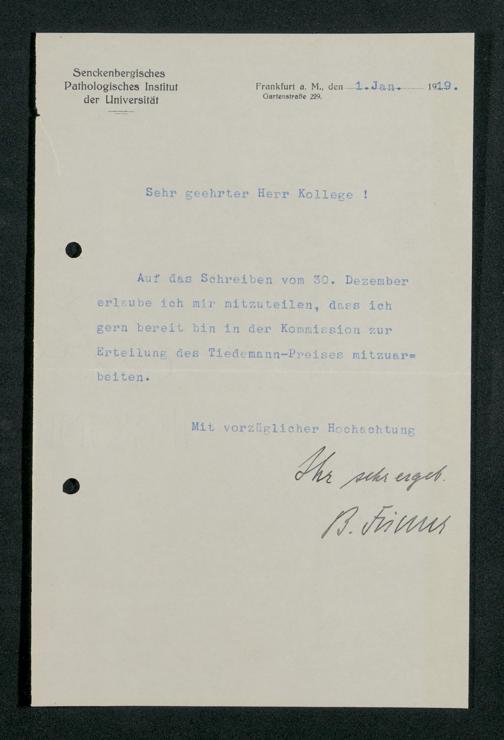 Senckenbergisches
Pathologisches Institut
der Universität
Frankfurt a. M., den 1.Jan. 1919.
Gartenstraße 229.
Sehr geehrter Herr Kollege !
Auf das Schreiben vom 30. Dezember
erlaube ich mir mitzuteilen, dass ich
gern bereit bin in der Kommission zur
Erteilung des Tiedemann-Preises mitzuar=
beiten.
Mit vorzüglicher Hochachtung
Ihr sehr ergeb.
B. Fischer